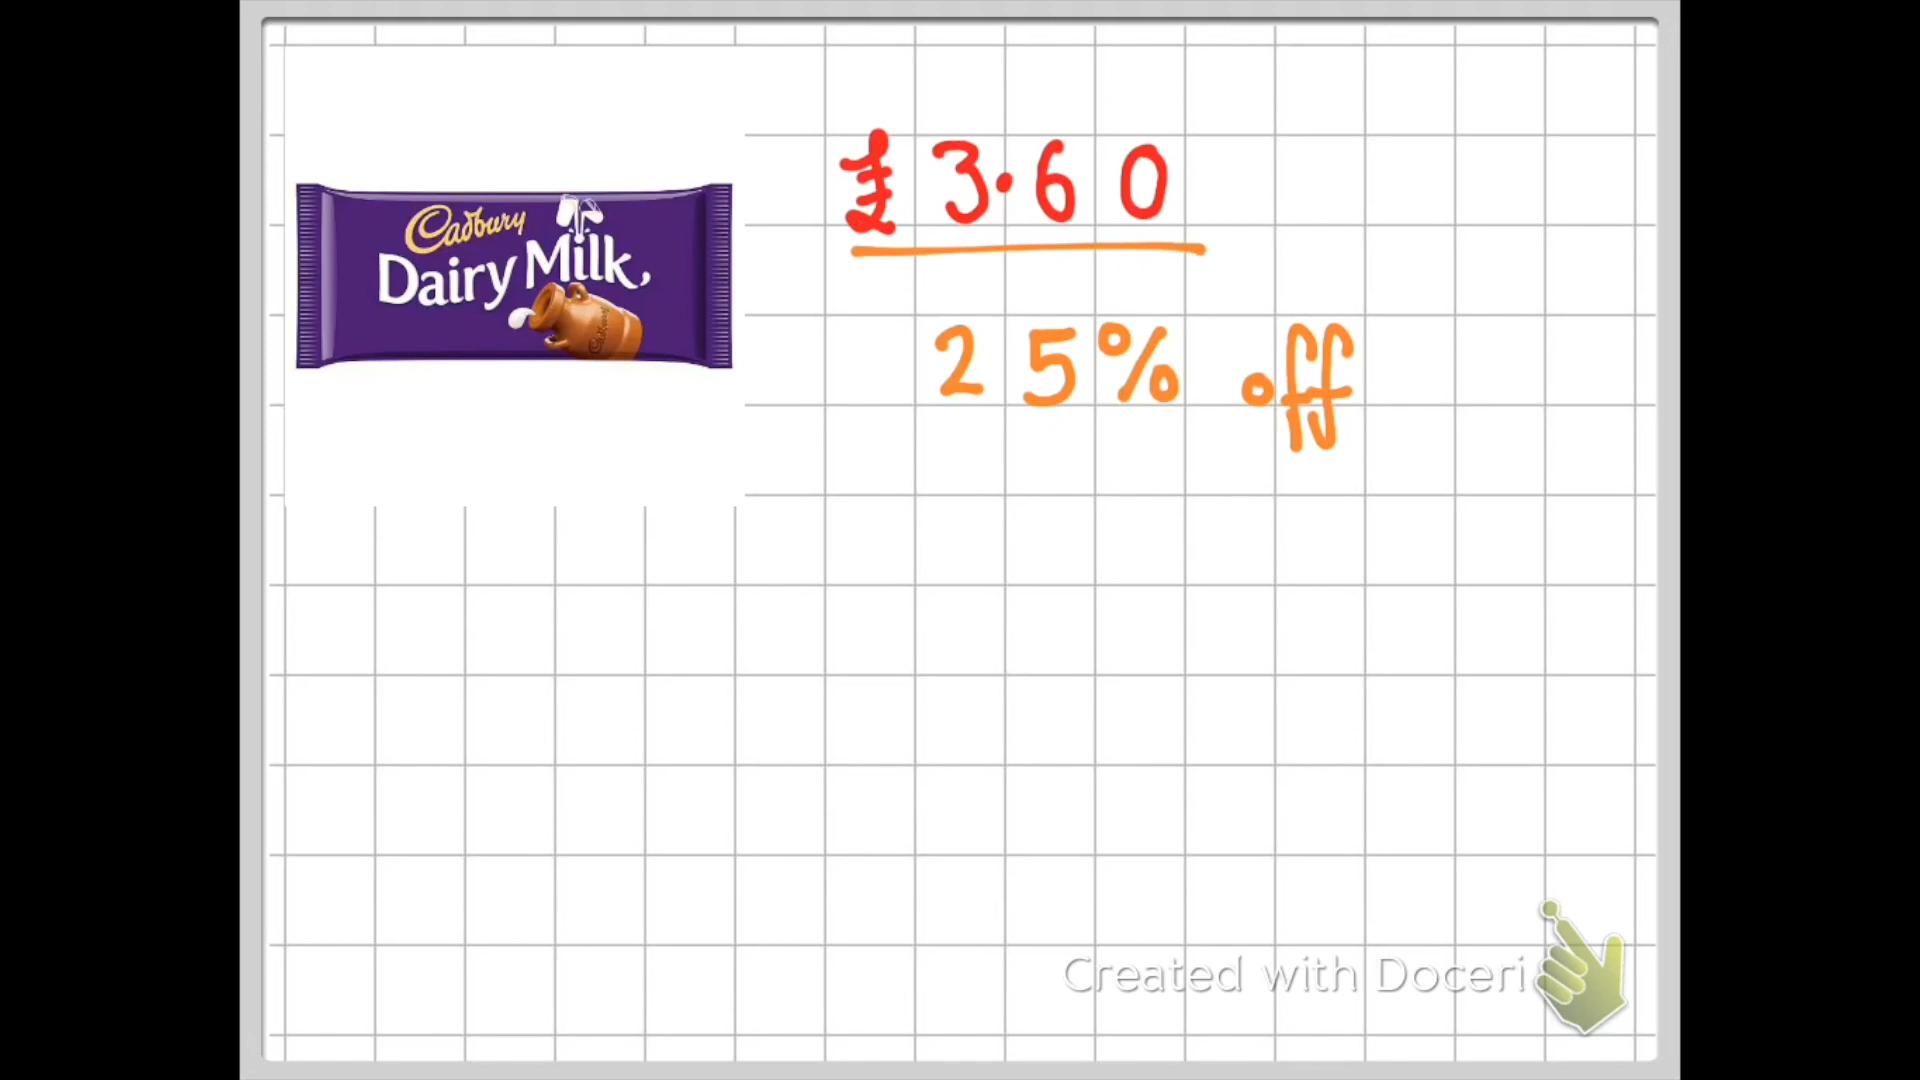 Cadbury
Dairy Milk
£3.60
25% off
Created with Doceri